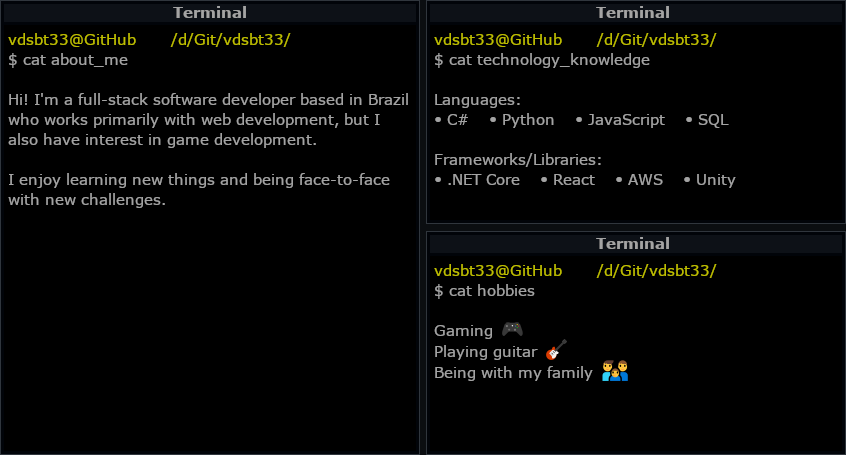 Terminal
vdsbt33@GitHub /d/Git/vdsbt33/
$ cat about_me
Hi! I'm a full-stack software developer based in Brazil
who works primarily with web development, but I
also have interest in game development.
I enjoy learning new things and being face-to-face
with new challenges.
Terminal
vdsbt33@GitHub /d/Git/vdsbt33/
$ cat technology_knowledge
Languages:
• C# • Python • JavaScript • SQL
Frameworks/Libraries:
• .NET Core • React • AWS • Unity
Terminal
vdsbt33@GitHub /d/Git/vdsbt33/
$ cat hobbies
Gaming 🎮
Playing guitar 🎸
Being with my family 👨‍👩‍👦